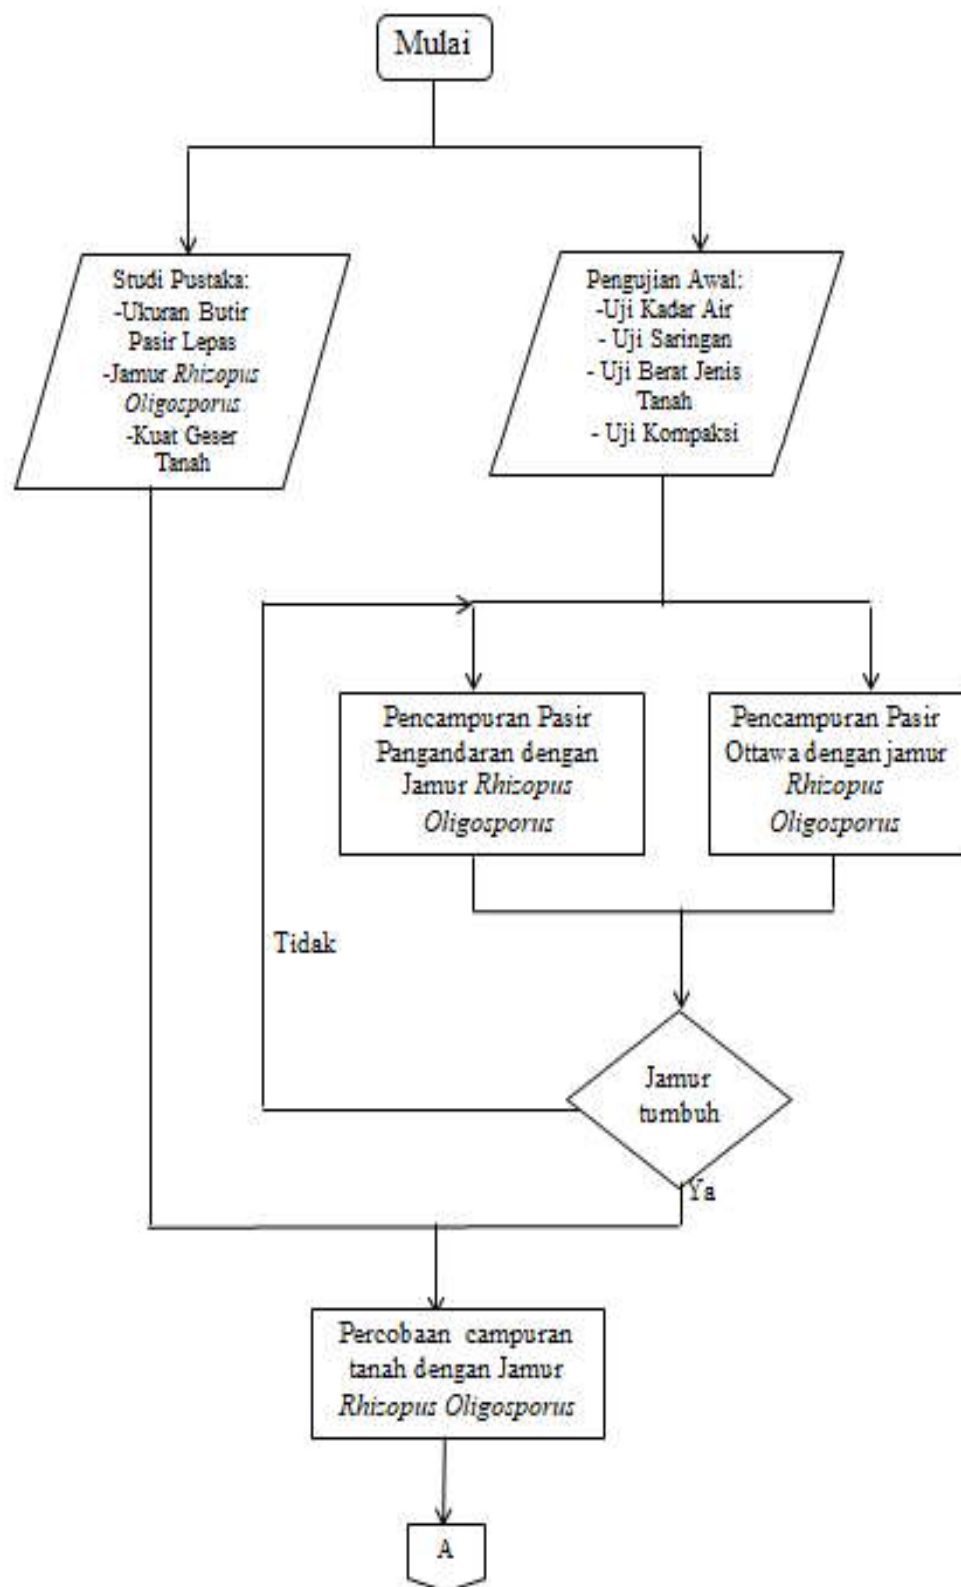 Mulai
Studi Pustaka:
-Ukuran Butir
Pasir Lepas
-Jamur Rhizopus
Oligosporus
-Kuat Geser
Tanah
Pengujian Awal:
-Uji Kadar Air
- Uji Saringan
- Uji Berat Jenis
Tanah
- Uji Kompaksi
Pencampuran Pasir
Pangandaran dengan
Jamur Rhizopus
Oligosporus
Pencampuran Pasir
Ottawa dengan jamur
Rhizopus
Oligosporus
Tidak
Jamur
tumbuh
Ya
Percobaan campuran
tanah dengan Jamur
Rhizopus Oligosporus
A